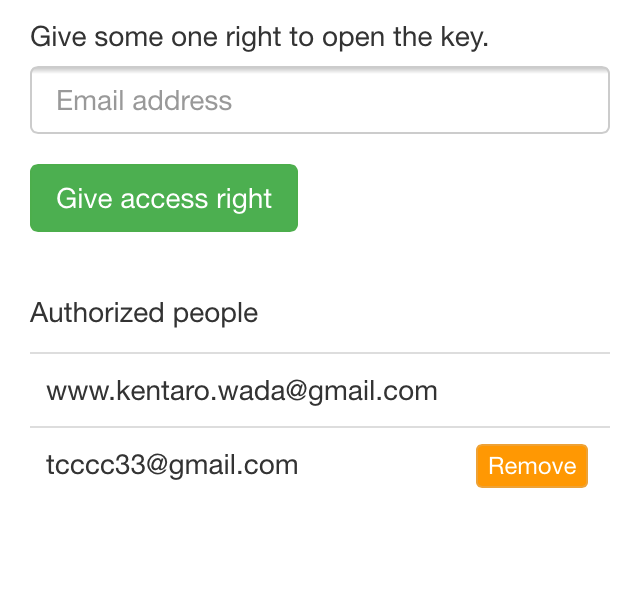 Give some one right to open the key.
Email address
Give access right
Authorized people
www.kentaro.wada@gmail.com
tcccc33@gmail.com Remove